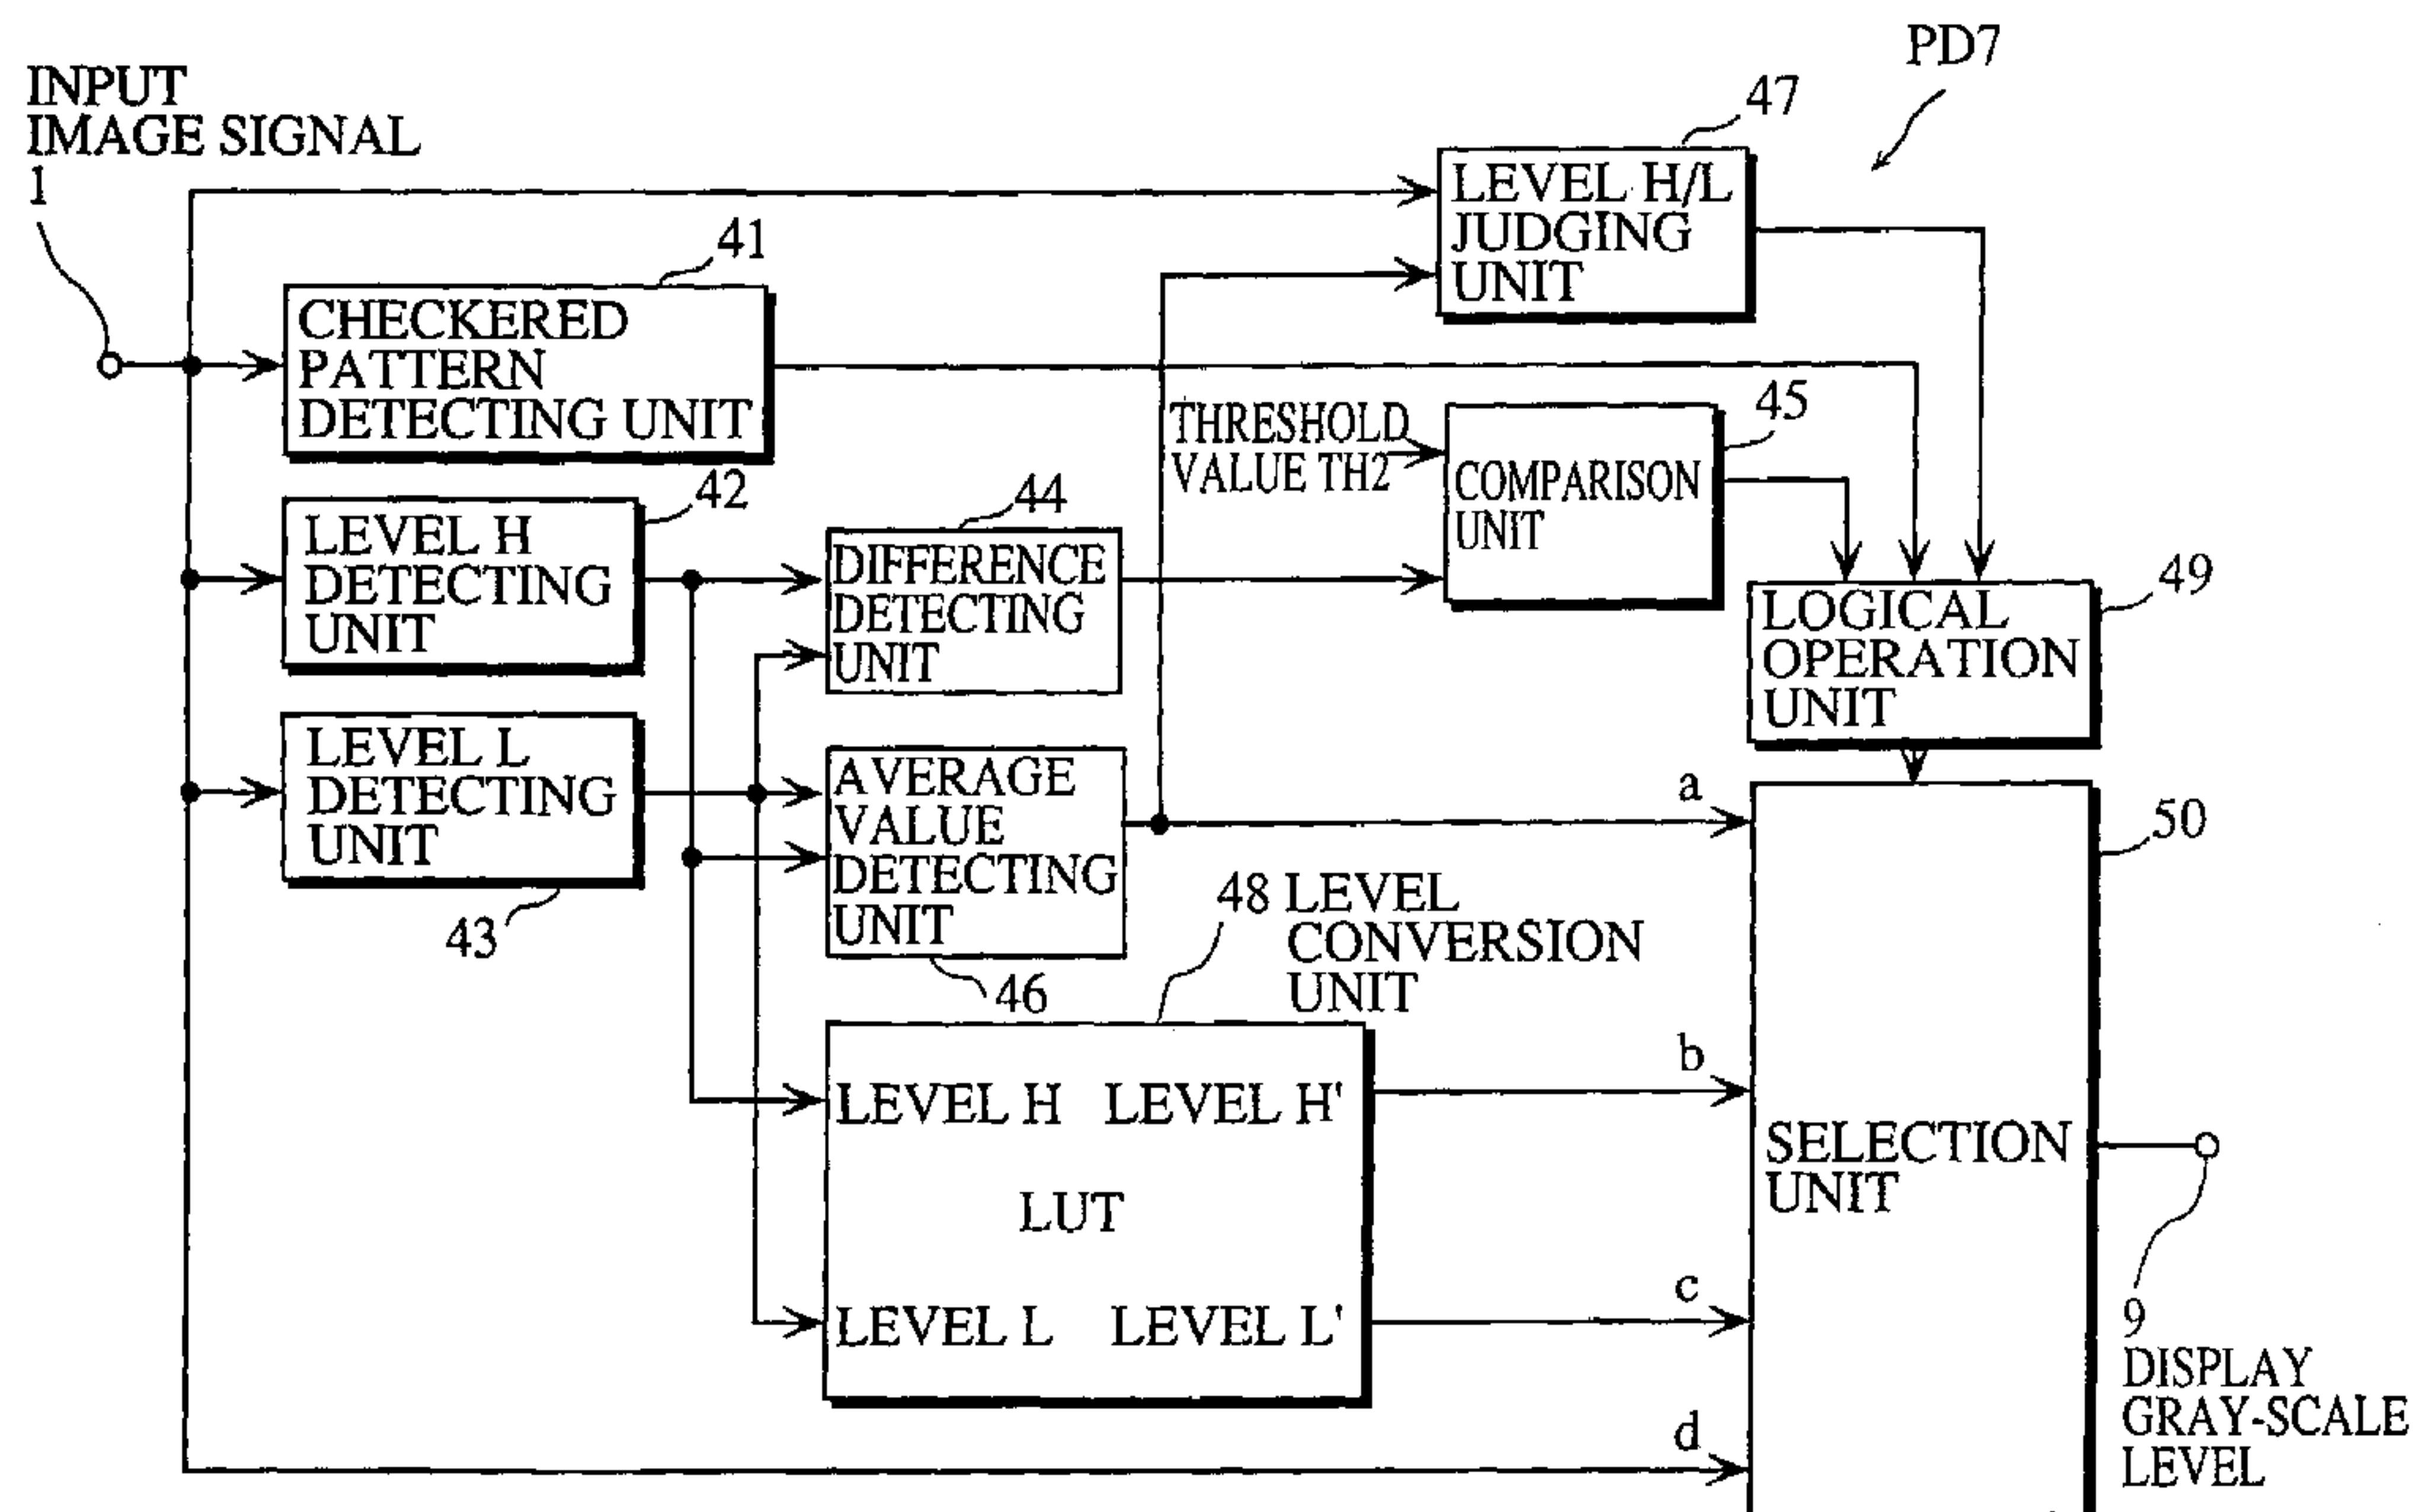 PD7
INPUT
IMAGE SIGNAL
1
47
LEVEL H/L
JUDGING
UNIT
41
CHECKERED
PATTERN
DETECTING UNIT
THRESHOLD
VALUE TH2
45
COMPARISON
UNIT
42
LEVEL H
DETECTING
UNIT
44
DIFFERENCE
DETECTING
UNIT
49
LOGICAL
OPERATION
UNIT
LEVEL L
DETECTING
UNIT
43
AVERAGE
VALUE
DETECTING
UNIT
46
a
50
48 LEVEL
CONVERSION
UNIT
b
LEVEL H LEVEL H'
LUT
LEVEL L LEVEL L'
c
d
SELECTION
UNIT
9
DISPLAY
GRAY-SCALE
LEVEL